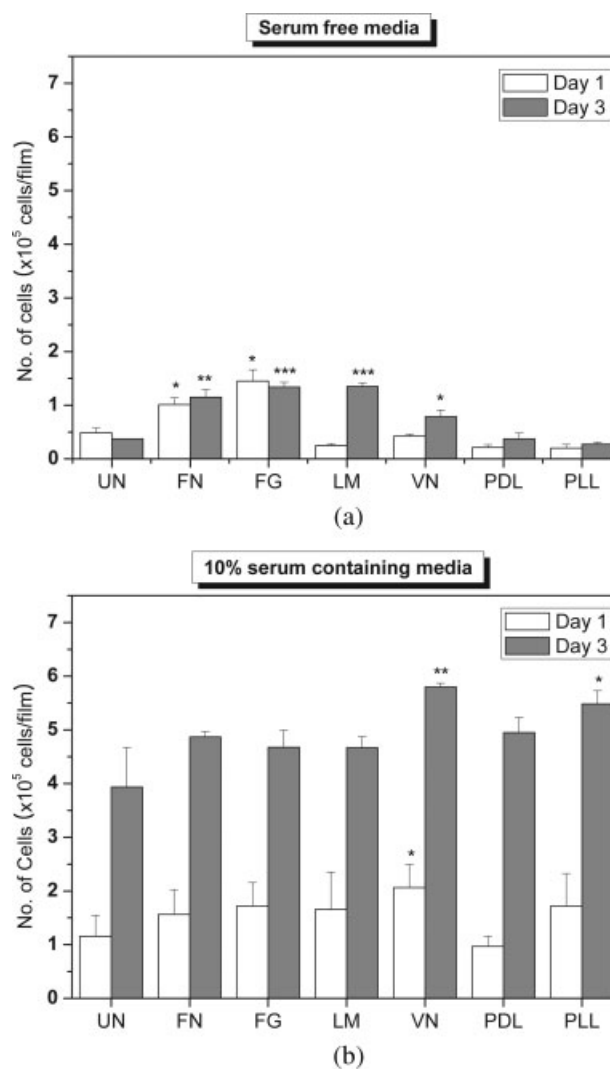 Serum free media
7
6
5
4
3
2
1
0
No. of cells (x10⁵ cells/film)
Day 1
Day 3
* ** * *** *** *
UN FN FG LM VN PDL PLL
(a)
10% serum containing media
7
6
5
4
3
2
1
0
No. of Cells (x10⁵ cells/film)
Day 1
Day 3
* ** *
UN FN FG LM VN PDL PLL
(b)